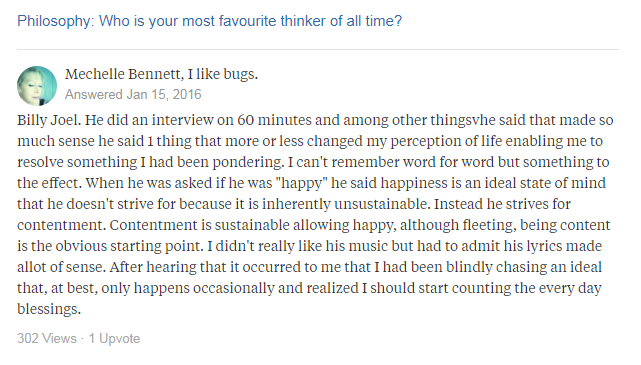 Philosophy: Who is your most favourite thinker of all time?
Mechelle Bennett, I like bugs.
Answered Jan 15, 2016
Billy Joel. He did an interview on 60 minutes and among other thingsvhe said that made so
much sense he said 1 thing that more or less changed my perception of life enabling me to
resolve something I had been pondering. I can't remember word for word but something to
the effect. When he was asked if he was "happy" he said happiness is an ideal state of mind
that he doesn't strive for because it is inherently unsustainable. Instead he strives for
contentment. Contentment is sustainable allowing happy, although fleeting, being content
is the obvious starting point. I didn't really like his music but had to admit his lyrics made
allot of sense. After hearing that it occurred to me that I had been blindly chasing an ideal
that, at best, only happens occasionally and realized I should start counting the every day
blessings.
302 Views · 1 Upvote